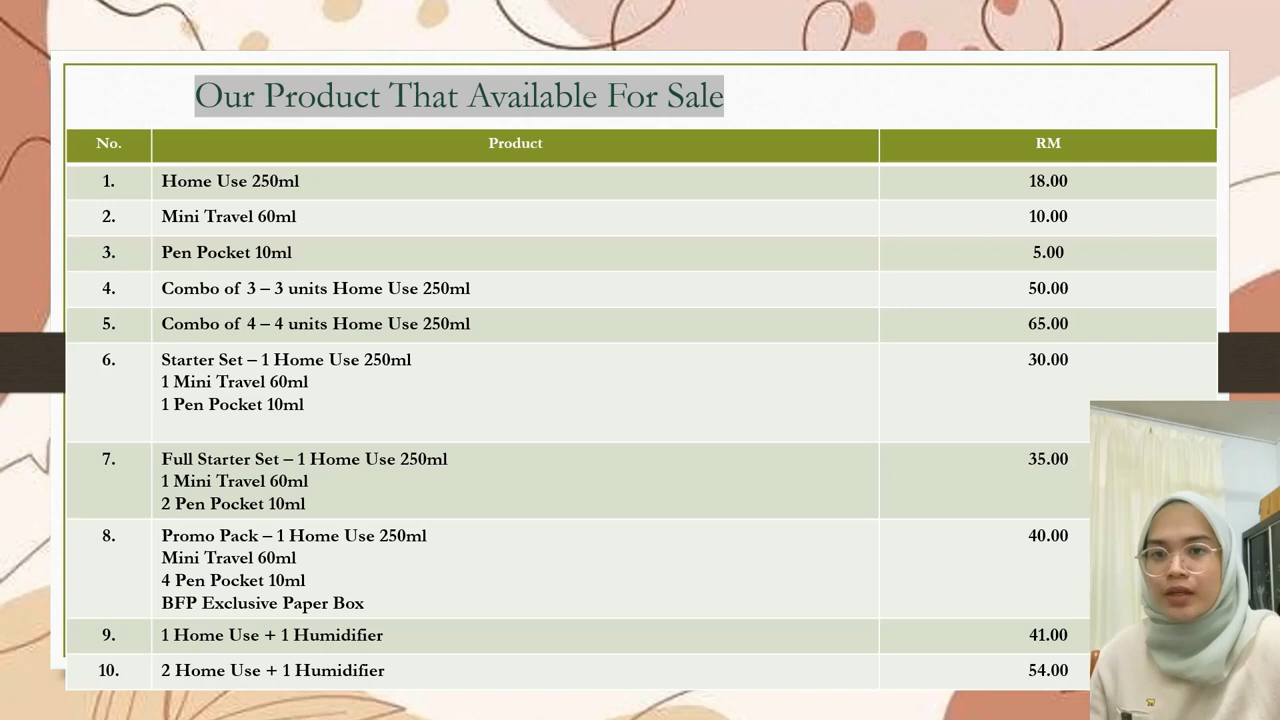 Our Product That Available For Sale
No. Product RM
1. Home Use 250ml 18.00
2. Mini Travel 60ml 10.00
3. Pen Pocket 10ml 5.00
4. Combo of 3 – 3 units Home Use 250ml 50.00
5. Combo of 4 – 4 units Home Use 250ml 65.00
6. Starter Set – 1 Home Use 250ml 30.00
1 Mini Travel 60ml
1 Pen Pocket 10ml
7. Full Starter Set – 1 Home Use 250ml 35.00
1 Mini Travel 60ml
2 Pen Pocket 10ml
8. Promo Pack – 1 Home Use 250ml 40.00
Mini Travel 60ml
4 Pen Pocket 10ml
BFP Exclusive Paper Box
9. 1 Home Use + 1 Humidifier 41.00
10. 2 Home Use + 1 Humidifier 54.00